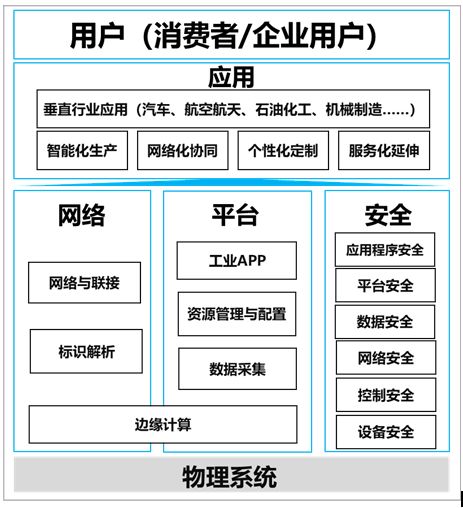 用户（消费者/企业用户）
应用
垂直行业应用（汽车、航空航天、石油化工、机械制造……）
智能化生产
网络化协同
个性化定制
服务化延伸
网络
网络与联接
标识解析
平台
工业APP
资源管理与配置
数据采集
边缘计算
安全
应用程序安全
平台安全
数据安全
网络安全
控制安全
设备安全
物理系统